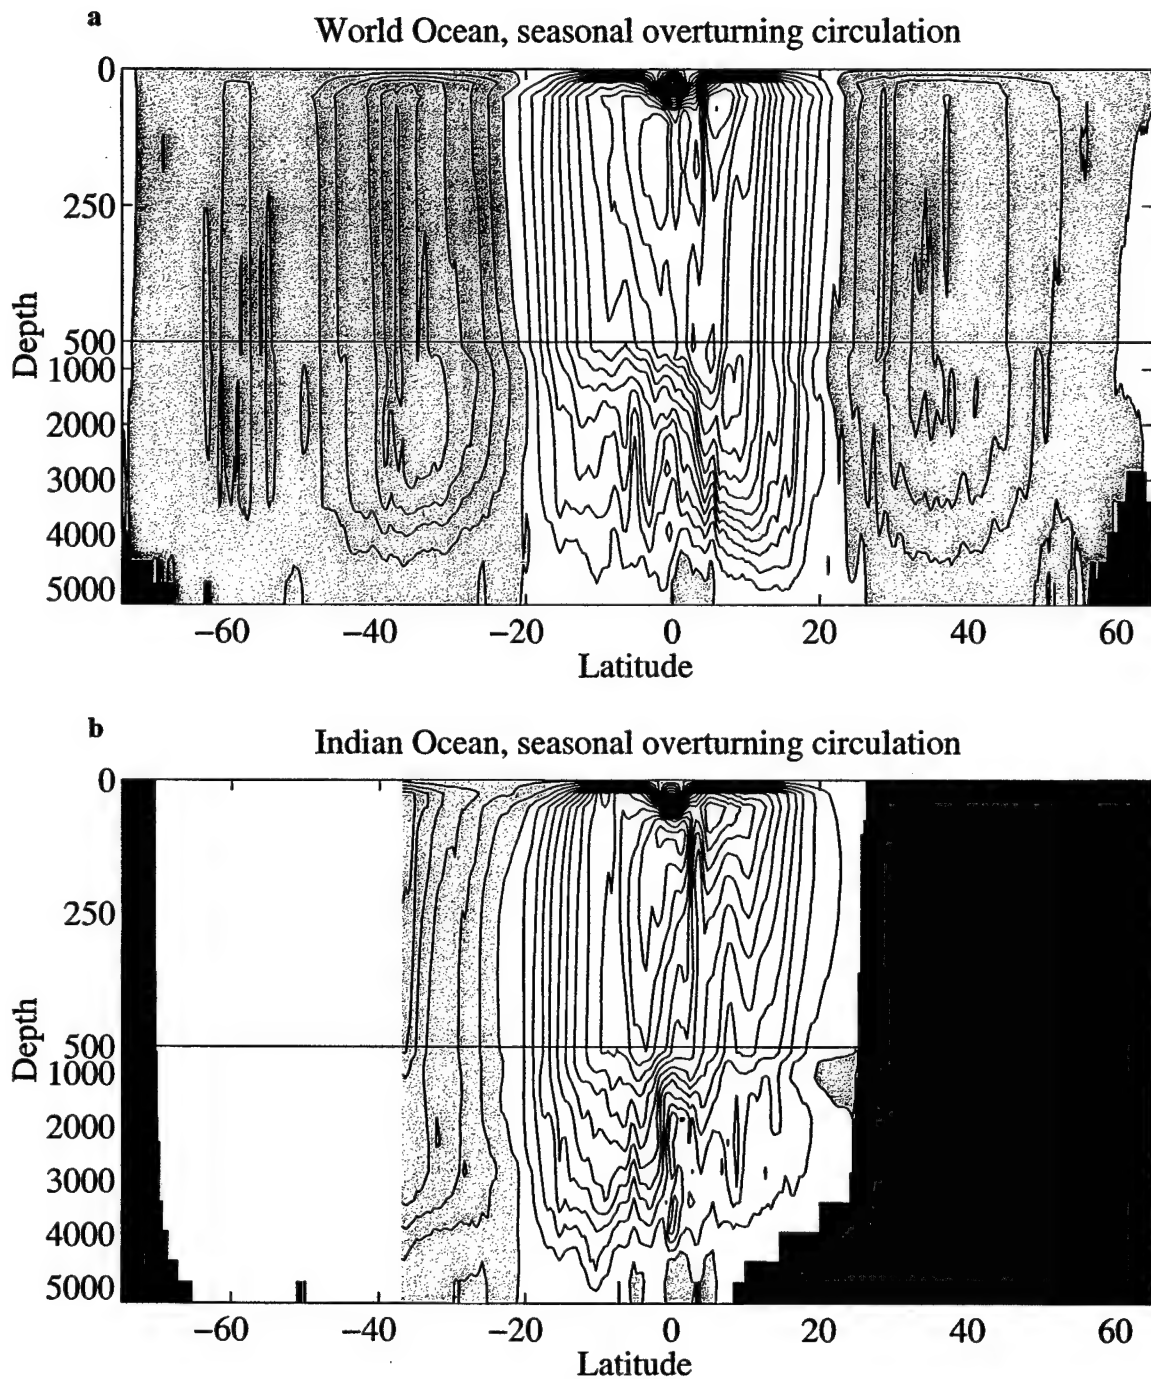 a
World Ocean, seasonal overturning circulation
0
250
500
1000
2000
3000
4000
5000
Depth
−60 −40 −20 0 20 40 60
Latitude
b
Indian Ocean, seasonal overturning circulation
0
250
500
1000
2000
3000
4000
5000
Depth
−60 −40 −20 0 20 40 60
Latitude